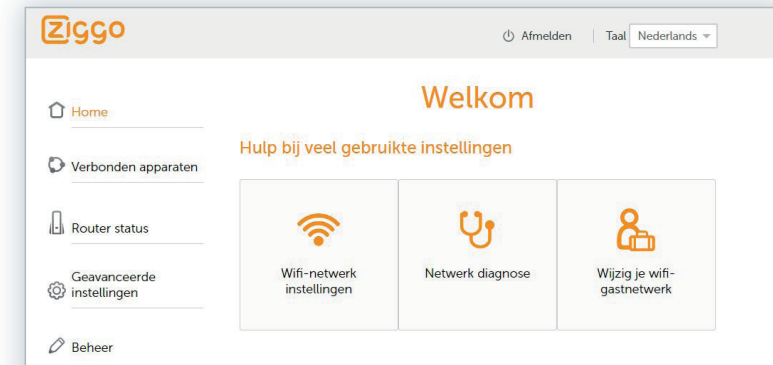 Ziggo
Afmelden | Taal Nederlands
Welkom
Home
Hulp bij veel gebruikte instellingen
Verbonden apparaten
Router status
Geavanceerde
instellingen
Beheer
Wifi-netwerk
instellingen
Netwerk diagnose
Wijzig je wifi-
gastnetwerk